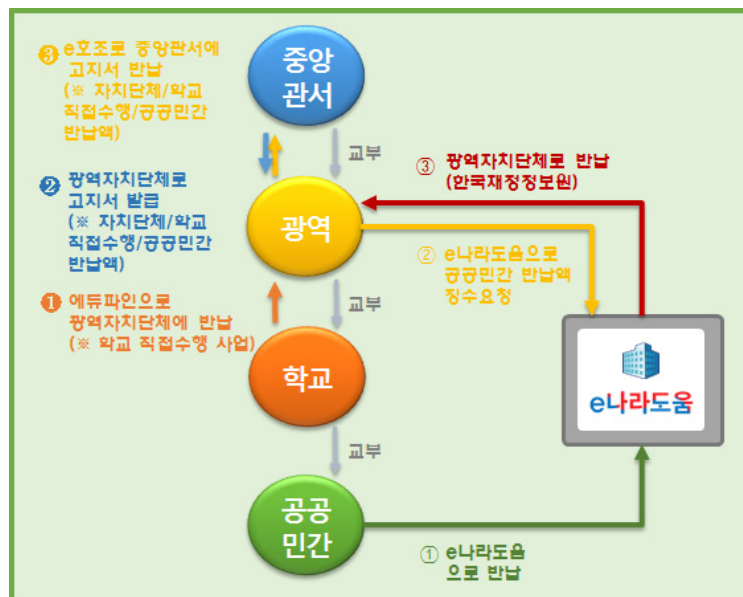 ❸ e호조로 중앙관서에
고지서 반납
(※ 자치단체/학교
직접수행/공공민간
반납액)
중앙
관서
교부
③ 광역자치단체로 반납
(한국재정정보원)
❷ 광역자치단체로
고지서 발급
(※ 자치단체/학교
직접수행/공공민간
반납액)
광역
② e나라도움으로
공공민간 반납액
징수요청
❶ 에듀파인으로
광역자치단체에 반납
(※ 학교 직접수행 사업)
교부
학교
e나라도움
교부
공공
민간
① e나라도움
으로 반납